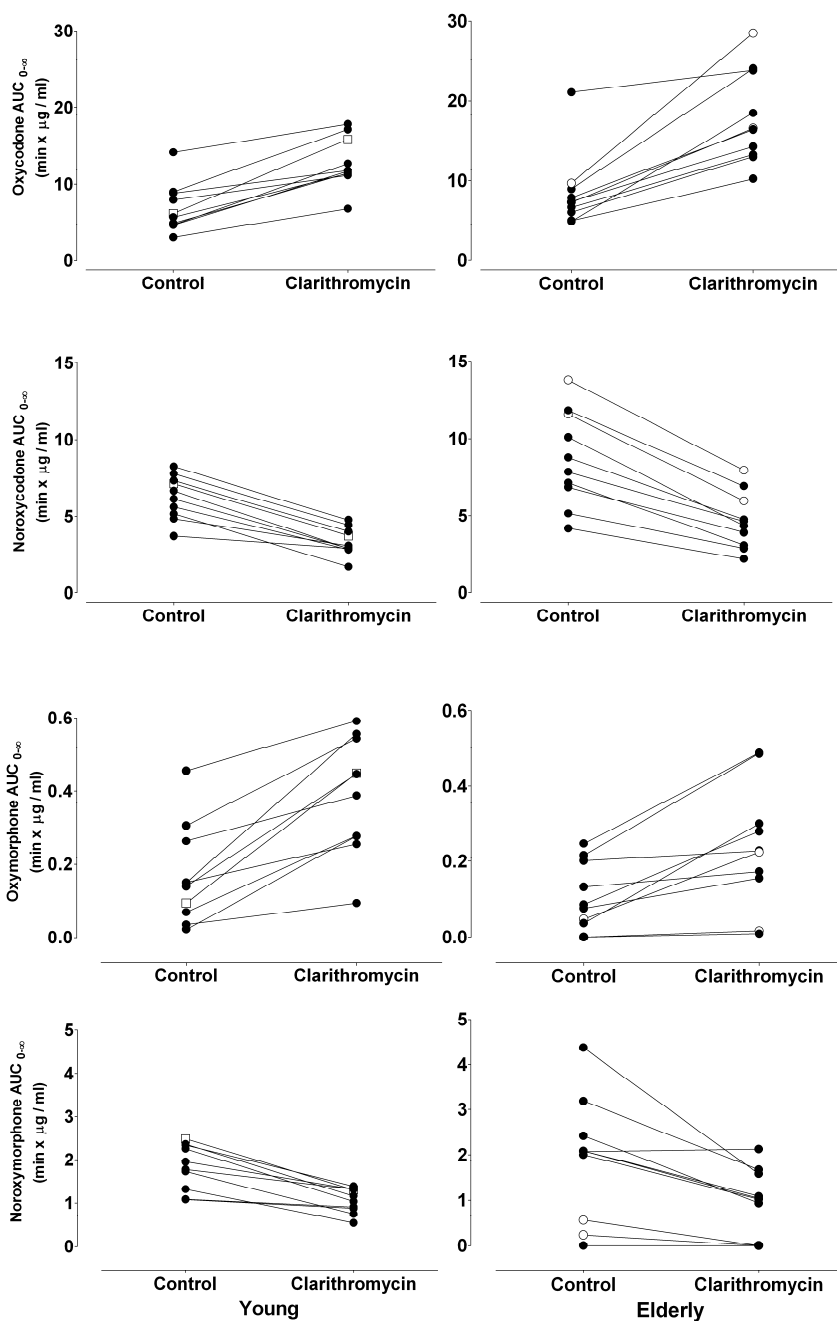 Oxycodone AUC 0-∞
(min x μg / ml)
30
20
10
0
Control
Clarithromycin
30
20
10
0
Control
Clarithromycin
Noroxycodone AUC 0-∞
(min x μg / ml)
15
10
5
0
Control
Clarithromycin
15
10
5
0
Control
Clarithromycin
Oxymorphone AUC 0-∞
(min x μg / ml)
0.6
0.4
0.2
0.0
Control
Clarithromycin
0.6
0.4
0.2
0.0
Control
Clarithromycin
Noroxymorphone AUC 0-∞
(min x μg / ml)
5
4
3
2
1
0
Control
Clarithromycin
Young
5
4
3
2
1
0
Control
Clarithromycin
Elderly